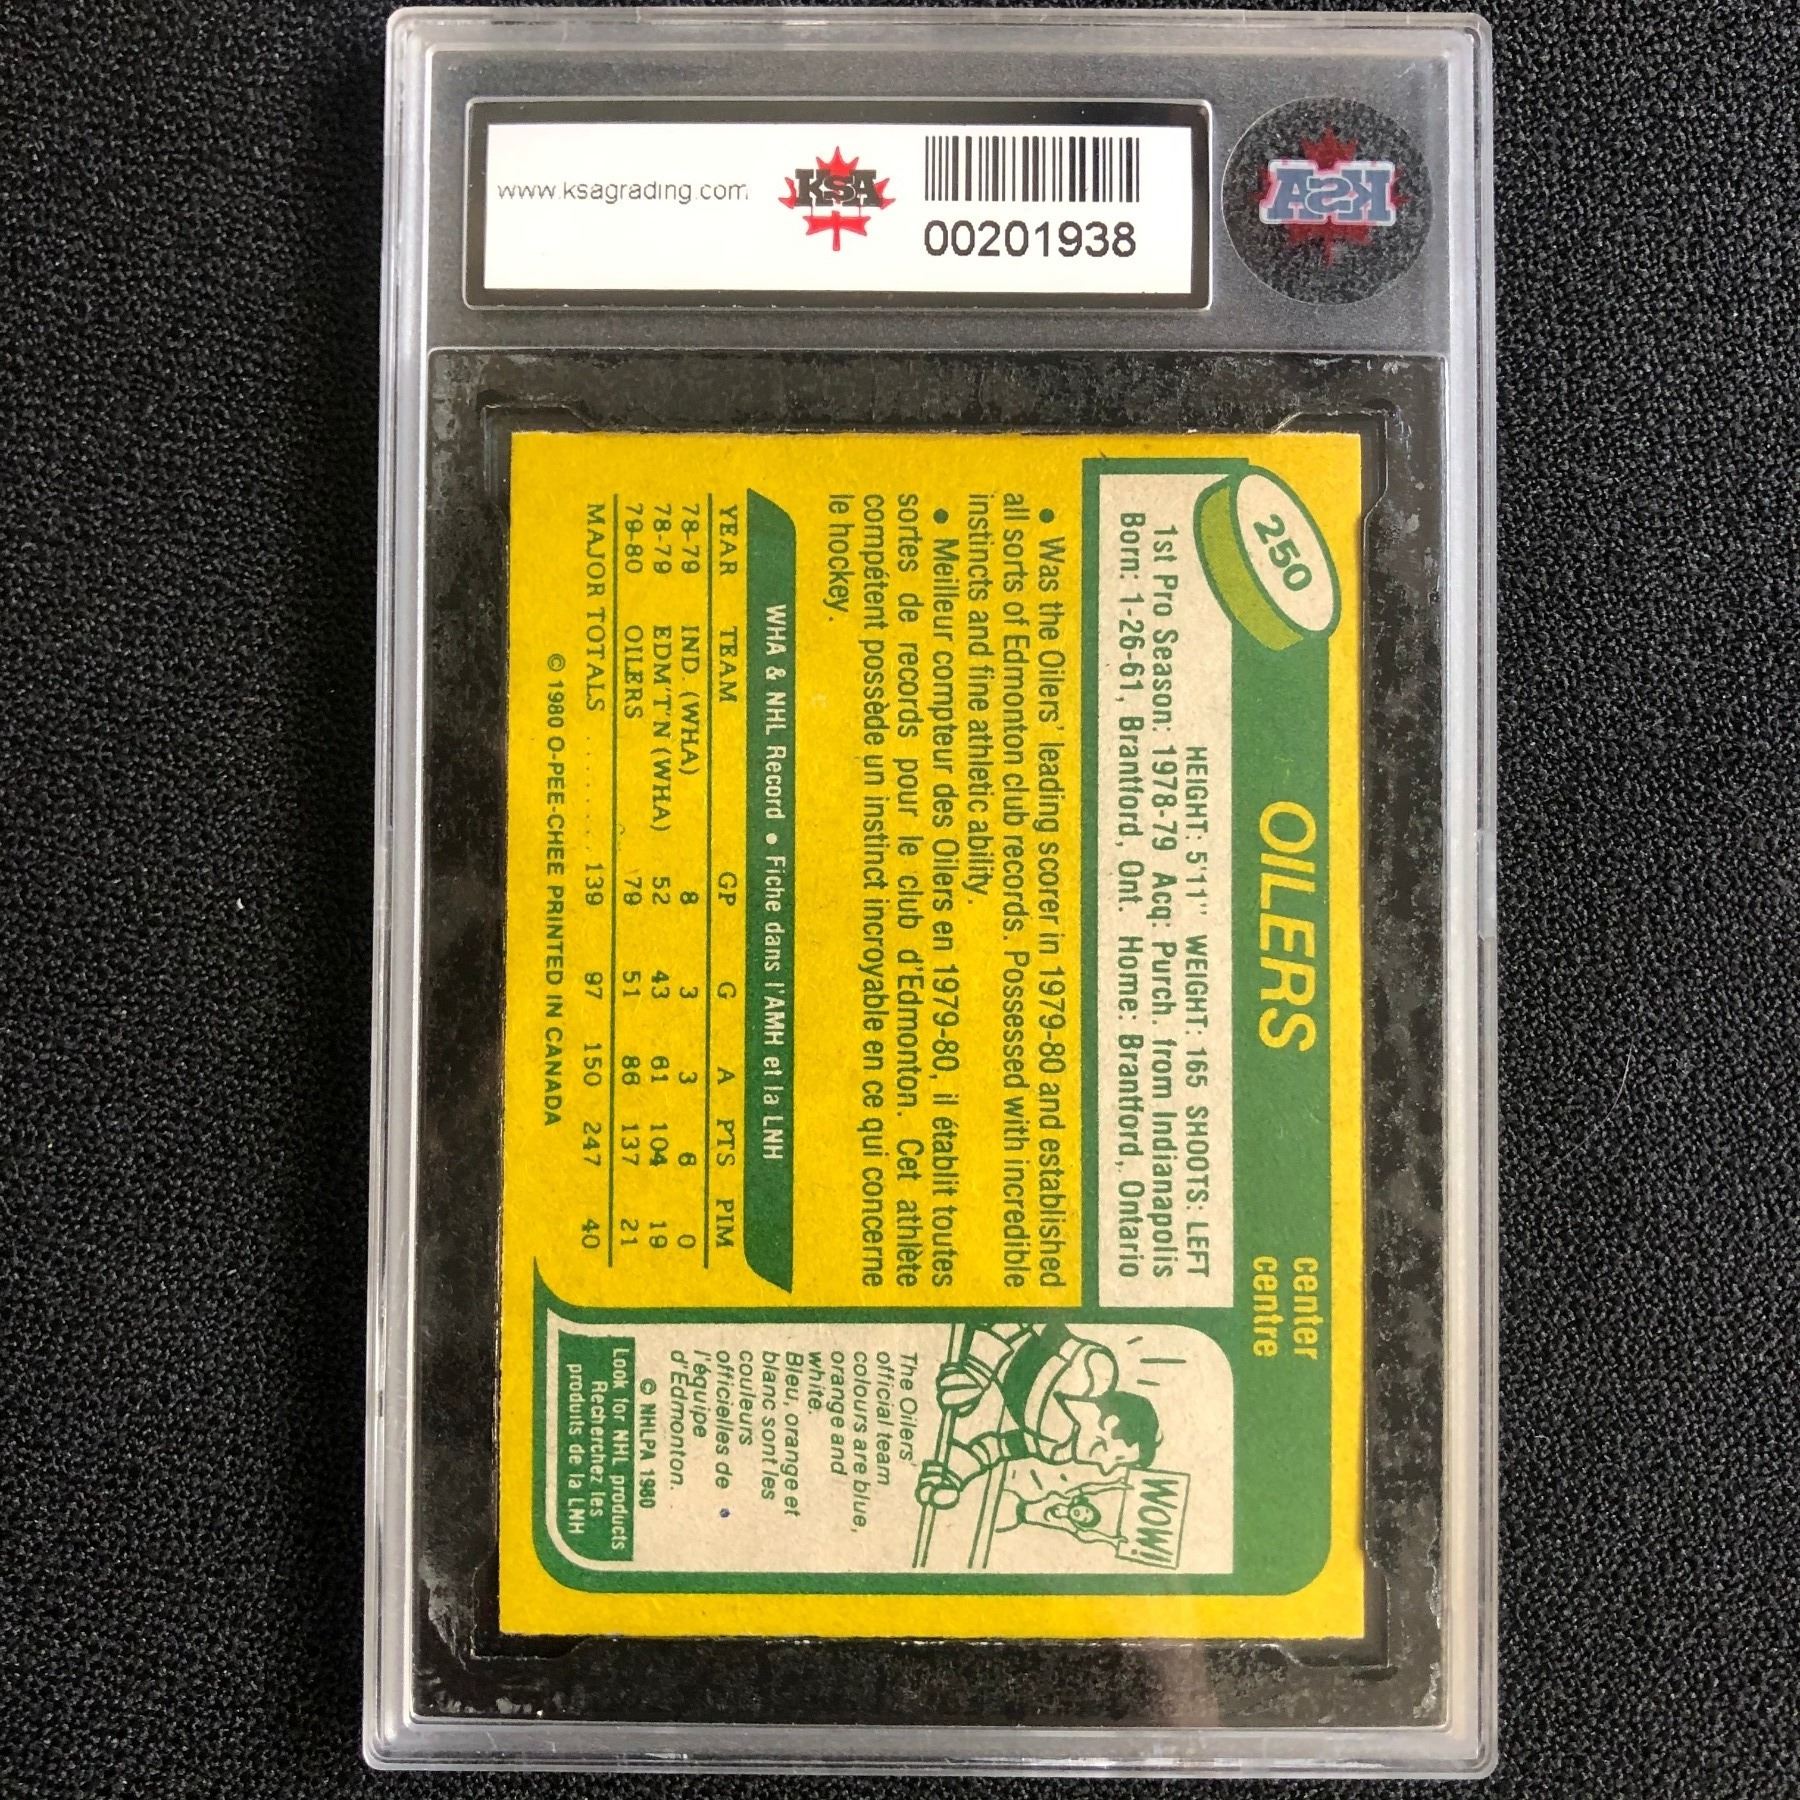 www.ksagrading.com
KSA
00201938
KSA
250
OILERS
center
centre
HEIGHT: 5'11" WEIGHT: 165 SHOOTS: LEFT
1st Pro Season: 1978-79 Acq: Purch. from Indianapolis
Born: 1-26-61, Brantford, Ont. Home: Brantford, Ontario
• Was the Oilers' leading scorer in 1979-80 and established
all sorts of Edmonton club records. Possessed with incredible
instincts and fine athletic ability.
• Meilleur compteur des Oilers en 1979-80, il établit toutes
sortes de records pour le club d'Edmonton. Cet athlète
compétent possède un instinct incroyable en ce qui concerne
le hockey.
WHA & NHL Record • Fiche dans l'AMH et la LNH
YEAR TEAM GP G A PTS PIM
78-79 IND. (WHA) 8 3 3 6 0
78-79 EDM'T'N (WHA) 52 43 61 104 19
79-80 OILERS 79 51 86 137 21
MAJOR TOTALS ...... 139 97 150 247 40
© 1980 O-PEE-CHEE PRINTED IN CANADA
WOW!
The Oilers'
official team
colours are blue,
orange and
white.
Bleu, orange et
blanc sont les
couleurs
officielles de
l'équipe
d'Edmonton.
© NHLPA 1980
Look for NHL products
Recherchez les
produits de la LNH